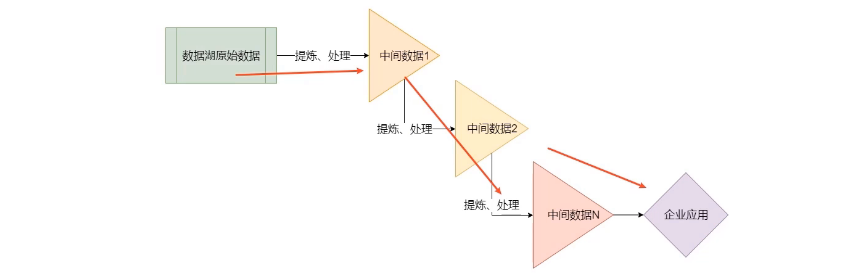 数据湖原始数据
提炼、处理
中间数据1
提炼、处理
中间数据2
提炼、处理
中间数据N
企业应用